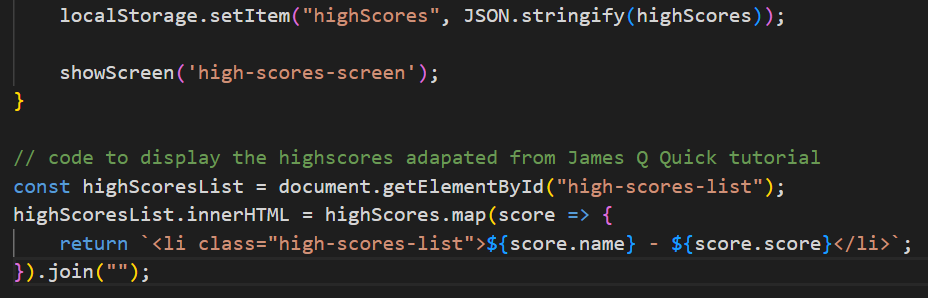 localStorage.setItem("highScores", JSON.stringify(highScores));
showScreen('high-scores-screen');
}
// code to display the highscores adapated from James Q Quick tutorial
const highScoresList = document.getElementById("high-scores-list");
highScoresList.innerHTML = highScores.map(score => {
return `<li class="high-scores-list">${score.name} - ${score.score}</li>`;
}).join("");